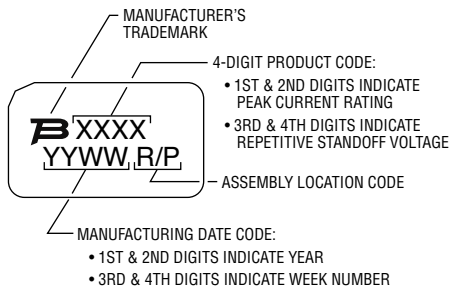 MANUFACTURER'S
TRADEMARK
4-DIGIT PRODUCT CODE:
• 1ST & 2ND DIGITS INDICATE
PEAK CURRENT RATING
• 3RD & 4TH DIGITS INDICATE
REPETITIVE STANDOFF VOLTAGE
B XXXX
YYWW R/P
ASSEMBLY LOCATION CODE
MANUFACTURING DATE CODE:
• 1ST & 2ND DIGITS INDICATE YEAR
• 3RD & 4TH DIGITS INDICATE WEEK NUMBER